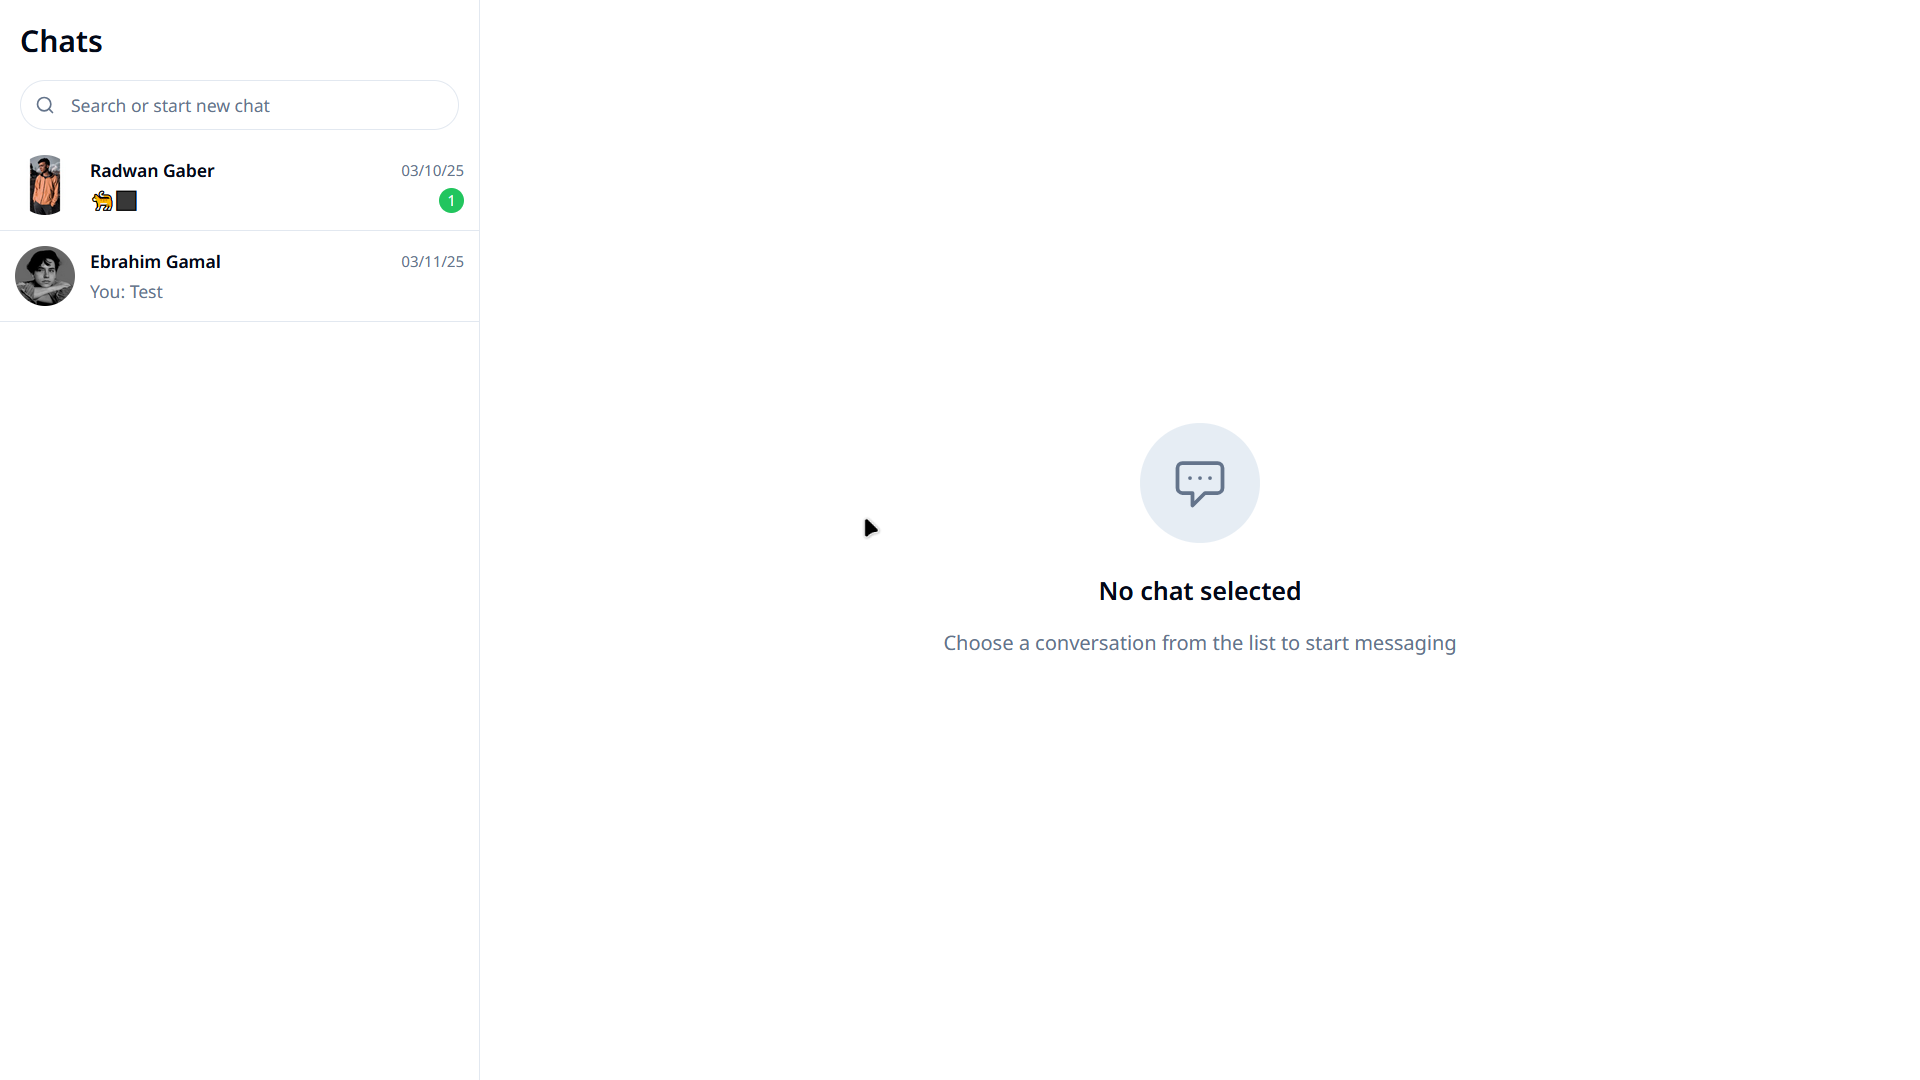 Chats
Search or start new chat
Radwan Gaber
03/10/25
🐈⬛
1
Ebrahim Gamal
03/11/25
You: Test
No chat selected
Choose a conversation from the list to start messaging